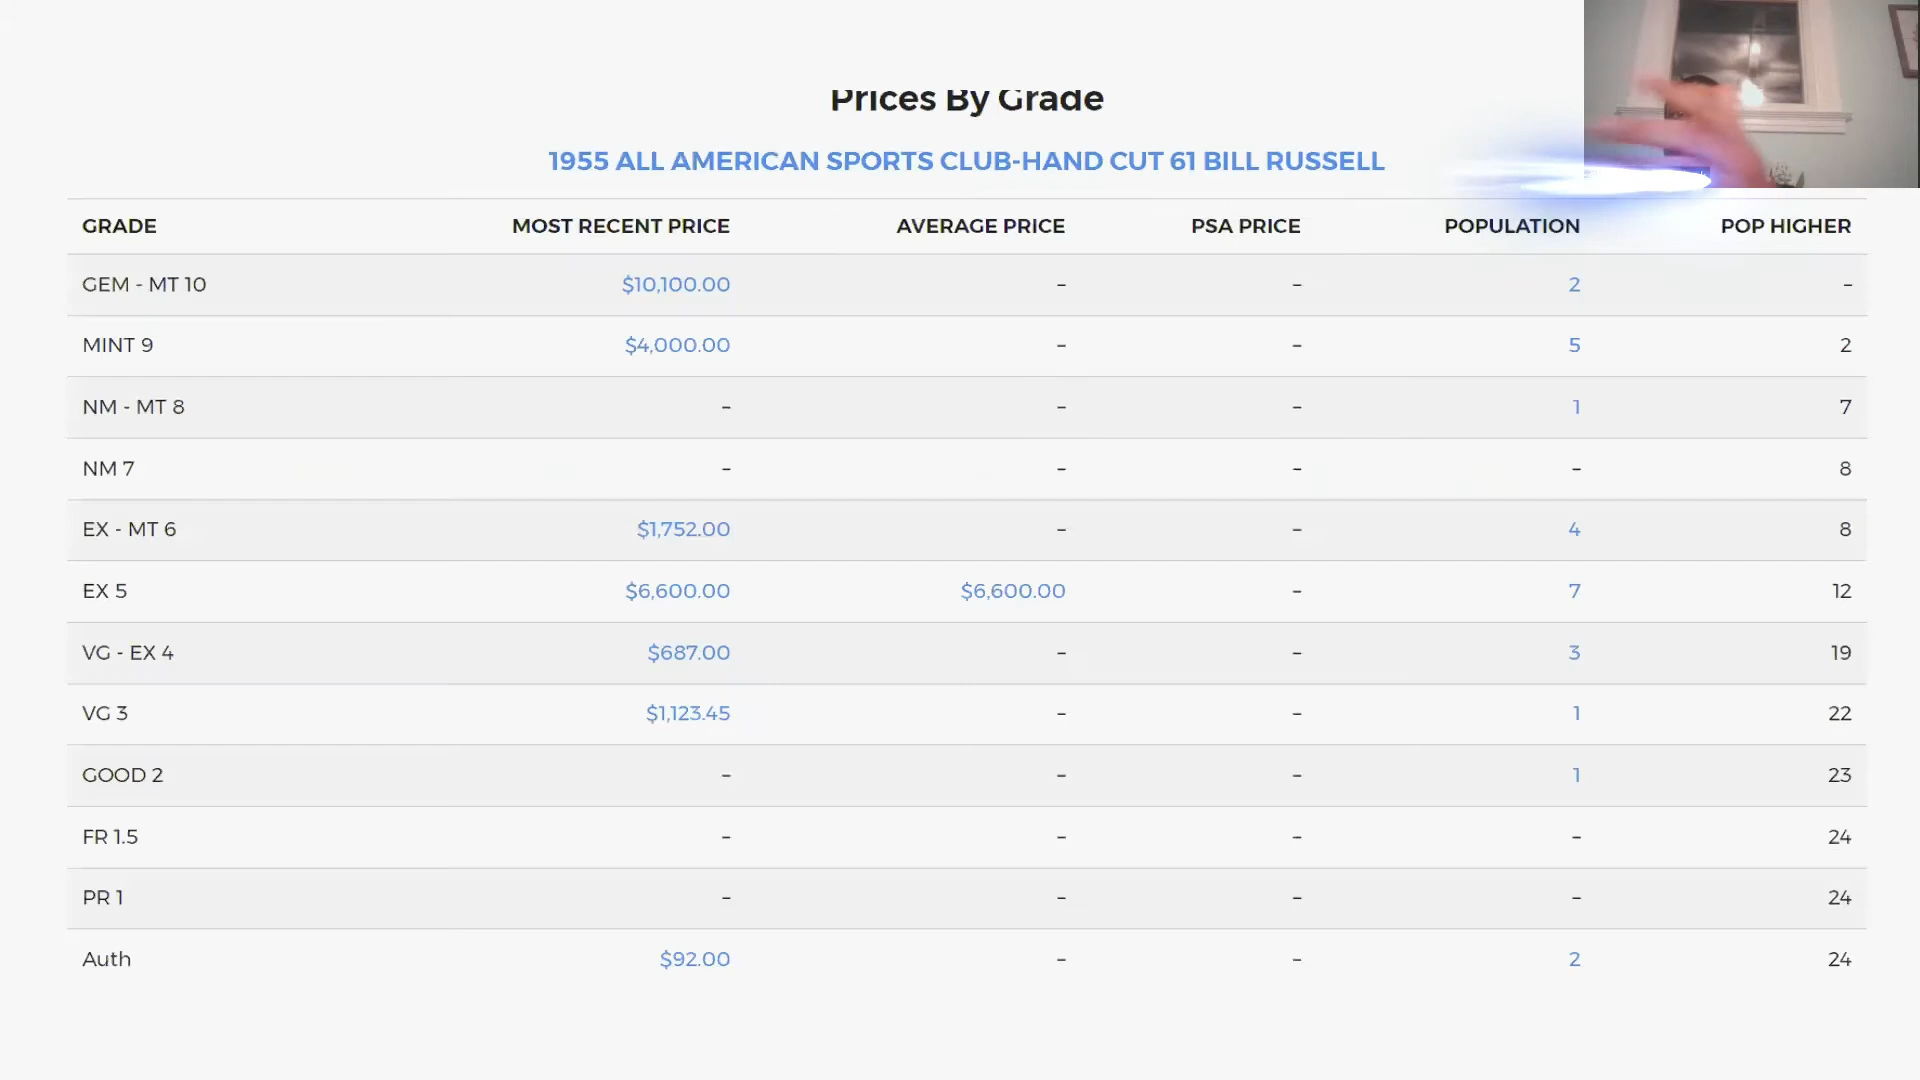 Prices By Grade
1955 ALL AMERICAN SPORTS CLUB-HAND CUT 61 BILL RUSSELL
GRADE MOST RECENT PRICE AVERAGE PRICE PSA PRICE POPULATION POP HIGHER
GEM - MT 10 $10,100.00 – – 2 –
MINT 9 $4,000.00 – – 5 2
NM - MT 8 – – – 1 7
NM 7 – – – – 8
EX - MT 6 $1,752.00 – – 4 8
EX 5 $6,600.00 $6,600.00 – 7 12
VG - EX 4 $687.00 – – 3 19
VG 3 $1,123.45 – – 1 22
GOOD 2 – – – 1 23
FR 1.5 – – – – 24
PR 1 – – – – 24
Auth $92.00 – – 2 24